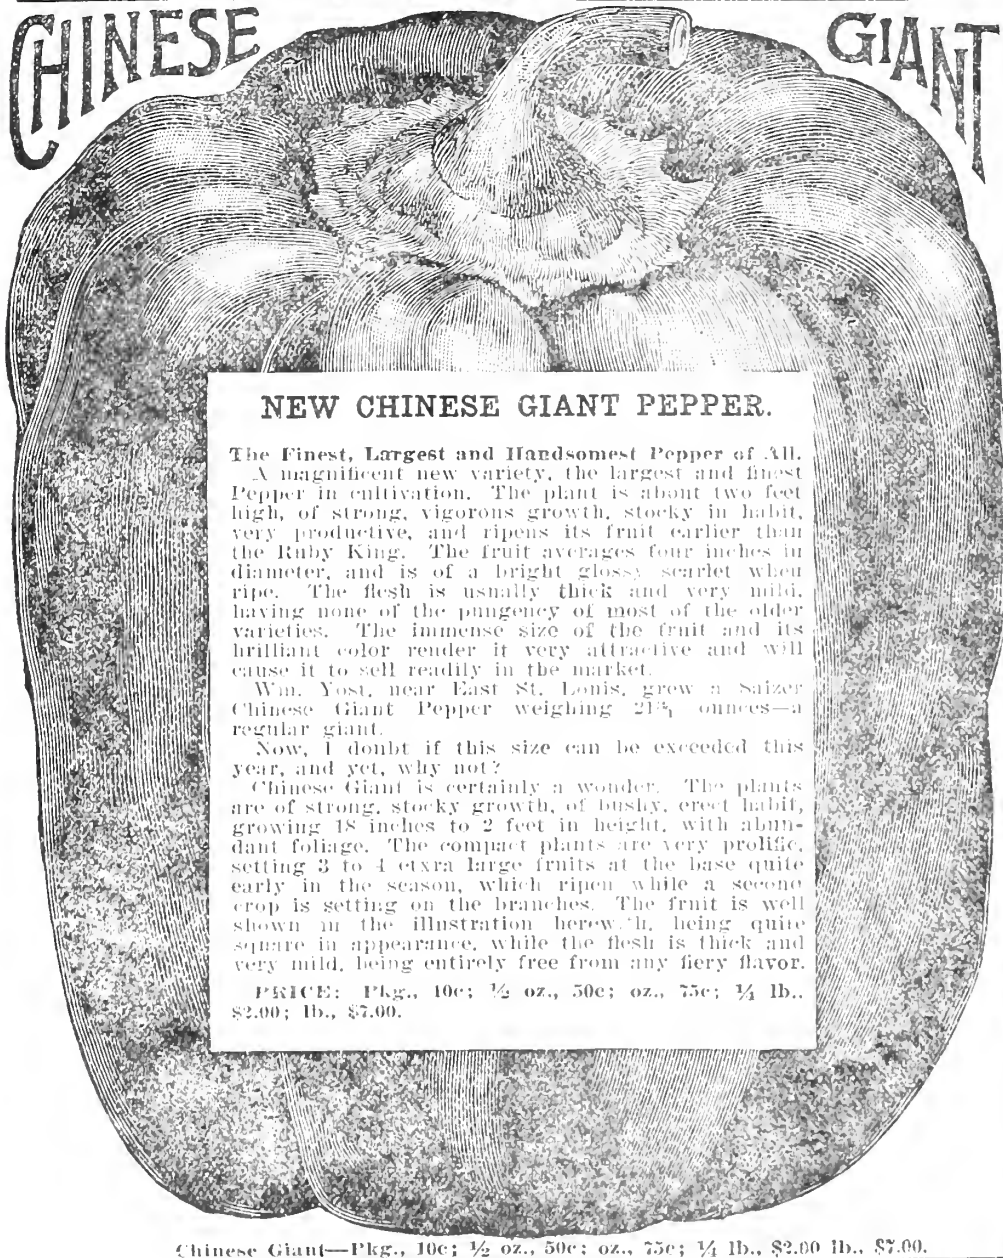 CHINESE GIANT
NEW CHINESE GIANT PEPPER.
The Finest, Largest and Handsomest Pepper of All.
A magnificent new variety, the largest and finest
Pepper in cultivation. The plant is about two feet
high, of strong, vigorous growth, stocky in habit,
very productive, and ripens its fruit earlier than
the Ruby King. The fruit averages four inches in
diameter, and is of a bright glossy scarlet when
ripe. The flesh is usually thick and very mild,
having none of the pungency of most of the older
varieties. The immense size of the fruit and its
brilliant color render it very attractive and will
cause it to sell readily in the market.
Wm. Yost, near East St. Louis, grew a Salzer
Chinese Giant Pepper weighing ounces—a
regular giant.
Now, I doubt if this size can be exceeded this
year, and yet, why not?
Chinese Giant is certainly a wonder. The plants
are of strong, stocky growth, of bushy, erect habit,
growing 18 inches to 2 feet in height, with abun-
dant foliage. The compact plants are very prolific,
setting 3 to 4 etxra large fruits at the base quite
early in the season, which ripen while a second
crop is setting on the branches. The fruit is well
shown in the illustration herewith, being quite
square in appearance, while the flesh is thick and
very mild, being entirely free from any fiery flavor.
PRICE: Pkg., 10c; ½ oz., 50c; oz., 75c; ¼ lb.,
$2.00; lb., $7.00.
Chinese Giant—Pkg., 10c; ½ oz., 50c; oz., 75c; ¼ lb., $2.00 lb., $7.00.